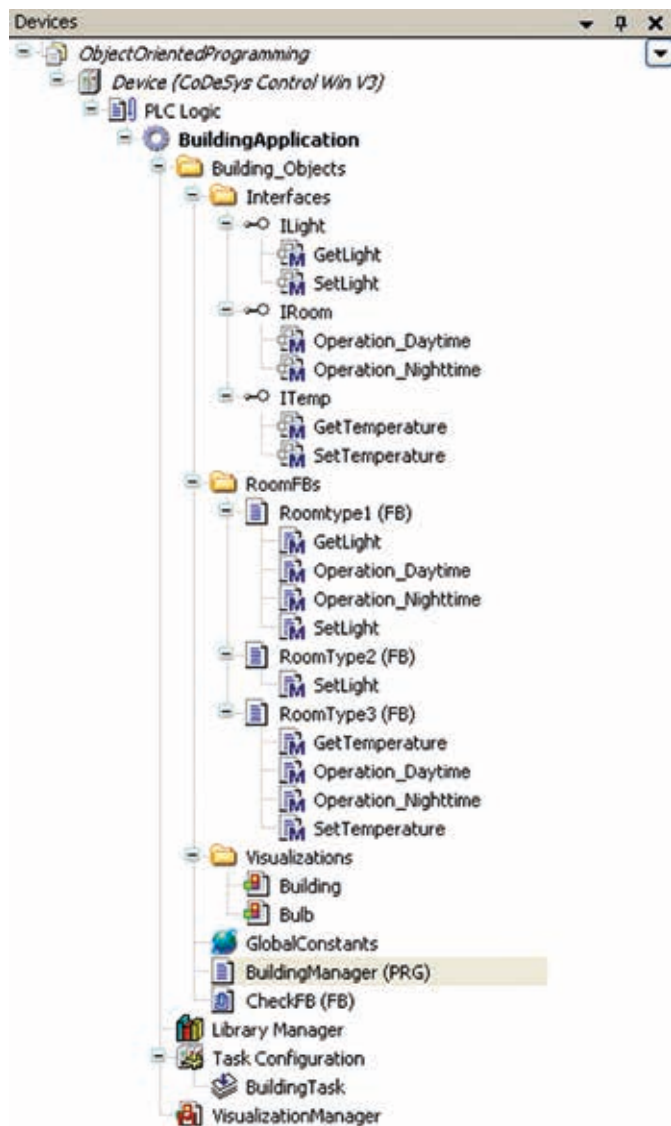 Devices
ObjectOrientedProgramming
Device (CoDeSys Control Win V3)
PLC Logic
BuildingApplication
Building_Objects
Interfaces
ILight
GetLight
SetLight
IRoom
Operation_Daytime
Operation_Nighttime
ITemp
GetTemperature
SetTemperature
RoomFBs
Roomtype1 (FB)
GetLight
Operation_Daytime
Operation_Nighttime
SetLight
RoomType2 (FB)
SetLight
RoomType3 (FB)
GetTemperature
Operation_Daytime
Operation_Nighttime
SetTemperature
Visualizations
Building
Bulb
GlobalConstants
BuildingManager (PRG)
CheckFB (FB)
Library Manager
Task Configuration
BuildingTask
VisualizationManager